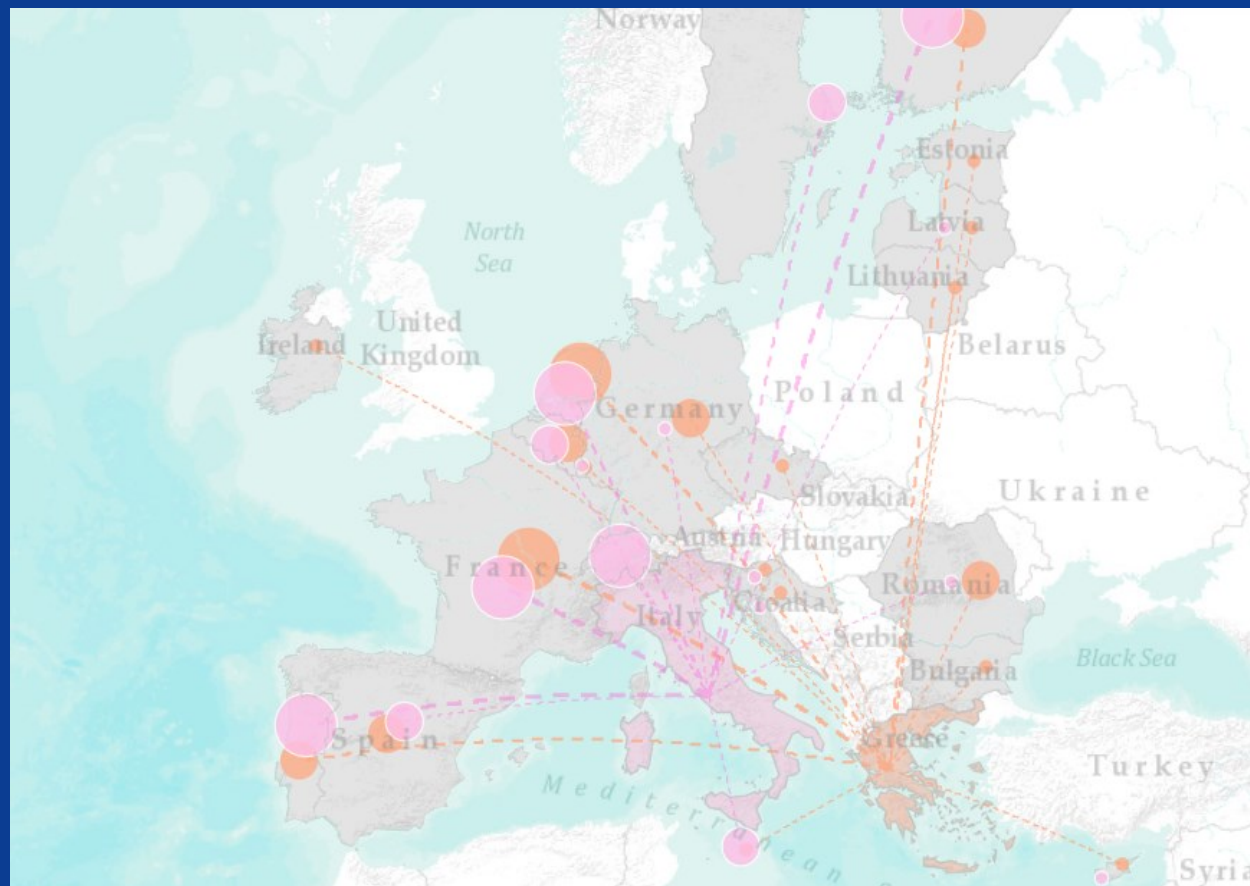 Norway
Estonia
North
Sea
Latvia
Lithuania
United
Kingdom
Ireland
Belarus
Poland
Germany
Slovakia
Ukraine
Austria
Hungary
France
Romania
Croatia
Italy
Serbia
Bulgaria
Black Sea
Spain
Greece
Turkey
Mediterranean
Syria